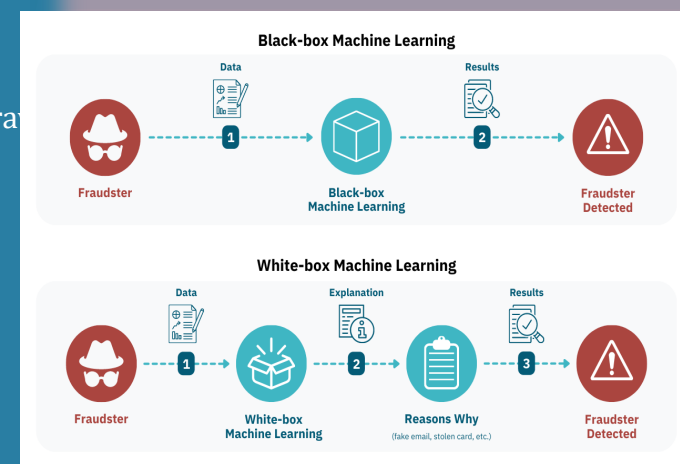 Black-box Machine Learning
Data
Results
1
2
Fraudster
Black-box
Machine Learning
Fraudster
Detected
White-box Machine Learning
Data
Explanation
Results
1
2
3
Fraudster
White-box
Machine Learning
Reasons Why
(fake email, stolen card, etc.)
Fraudster
Detected